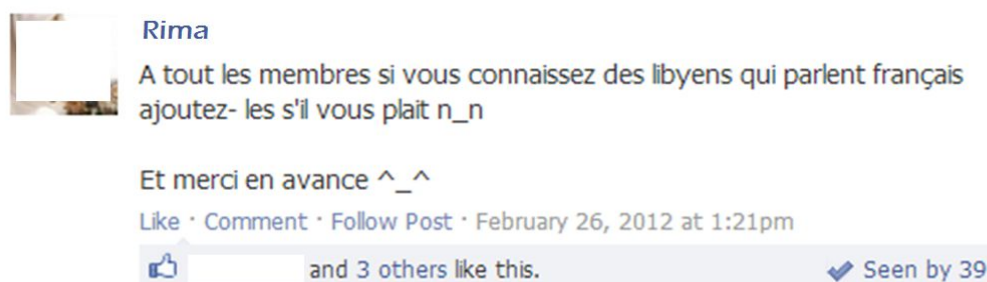 Rima
A tout les membres si vous connaissez des libyens qui parlent français
ajoutez- les s'il vous plait n_n
Et merci en avance ^_^
Like · Comment · Follow Post · February 26, 2012 at 1:21pm
and 3 others like this. Seen by 39